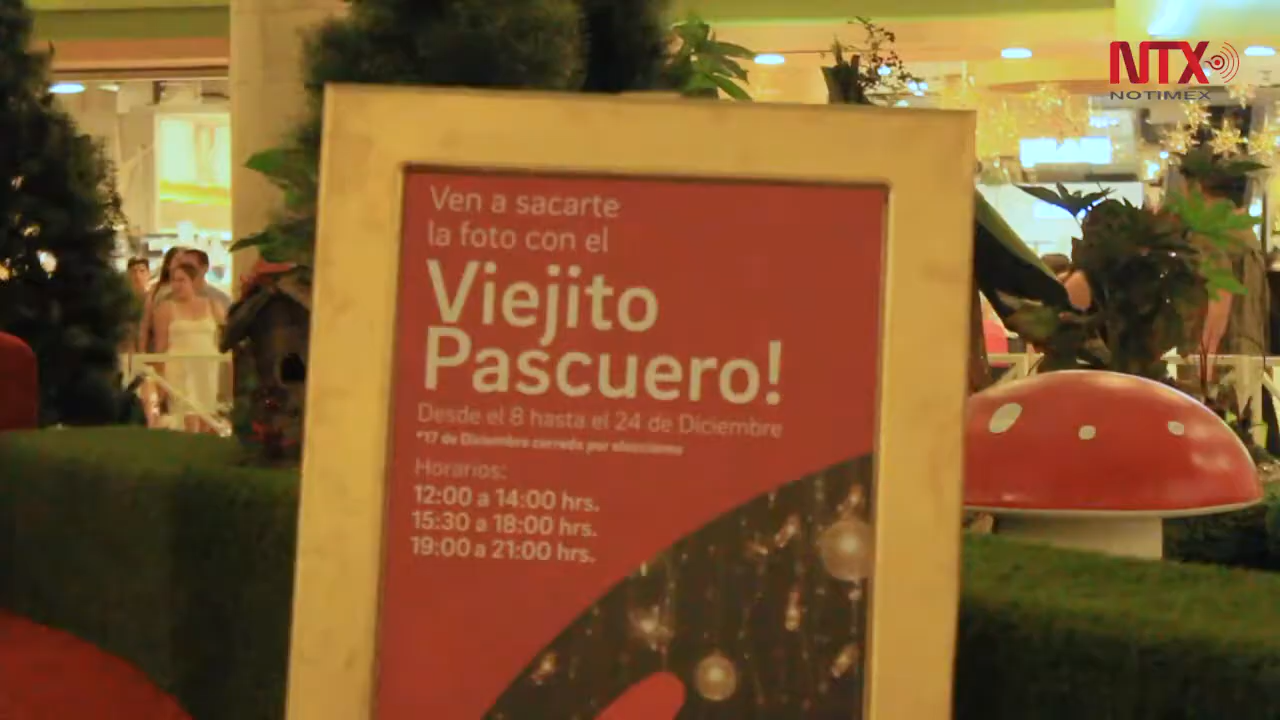 NTX
NOTIMEX
Ven a sacarte
la foto con el
Viejito
Pascuero!
Desde el 8 hasta el 24 de Diciembre
*17 de Diciembre cerrado por elecciones
Horarios:
12:00 a 14:00 hrs.
15:30 a 18:00 hrs.
19:00 a 21:00 hrs.